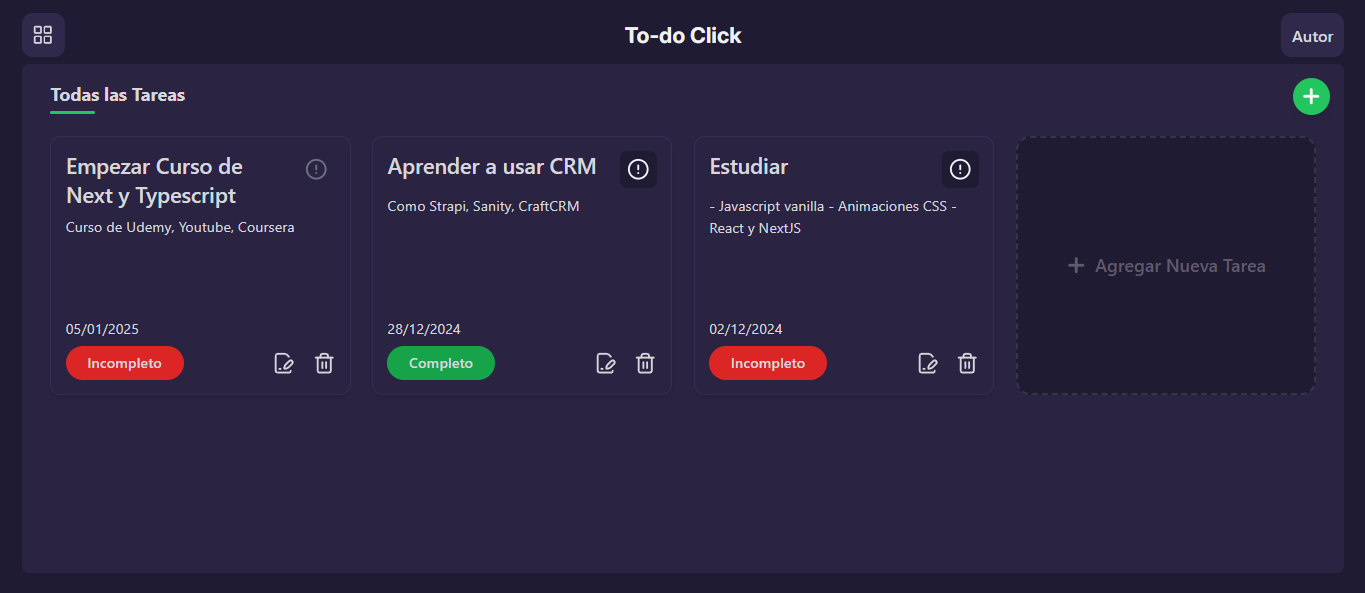 To-do Click
Autor
Todas las Tareas
Empezar Curso de
Next y Typescript
Curso de Udemy, Youtube, Coursera
05/01/2025
Incompleto
Aprender a usar CRM
Como Strapi, Sanity, CraftCRM
28/12/2024
Completo
Estudiar
- Javascript vanilla - Animaciones CSS -
React y NextJS
02/12/2024
Incompleto
Agregar Nueva Tarea